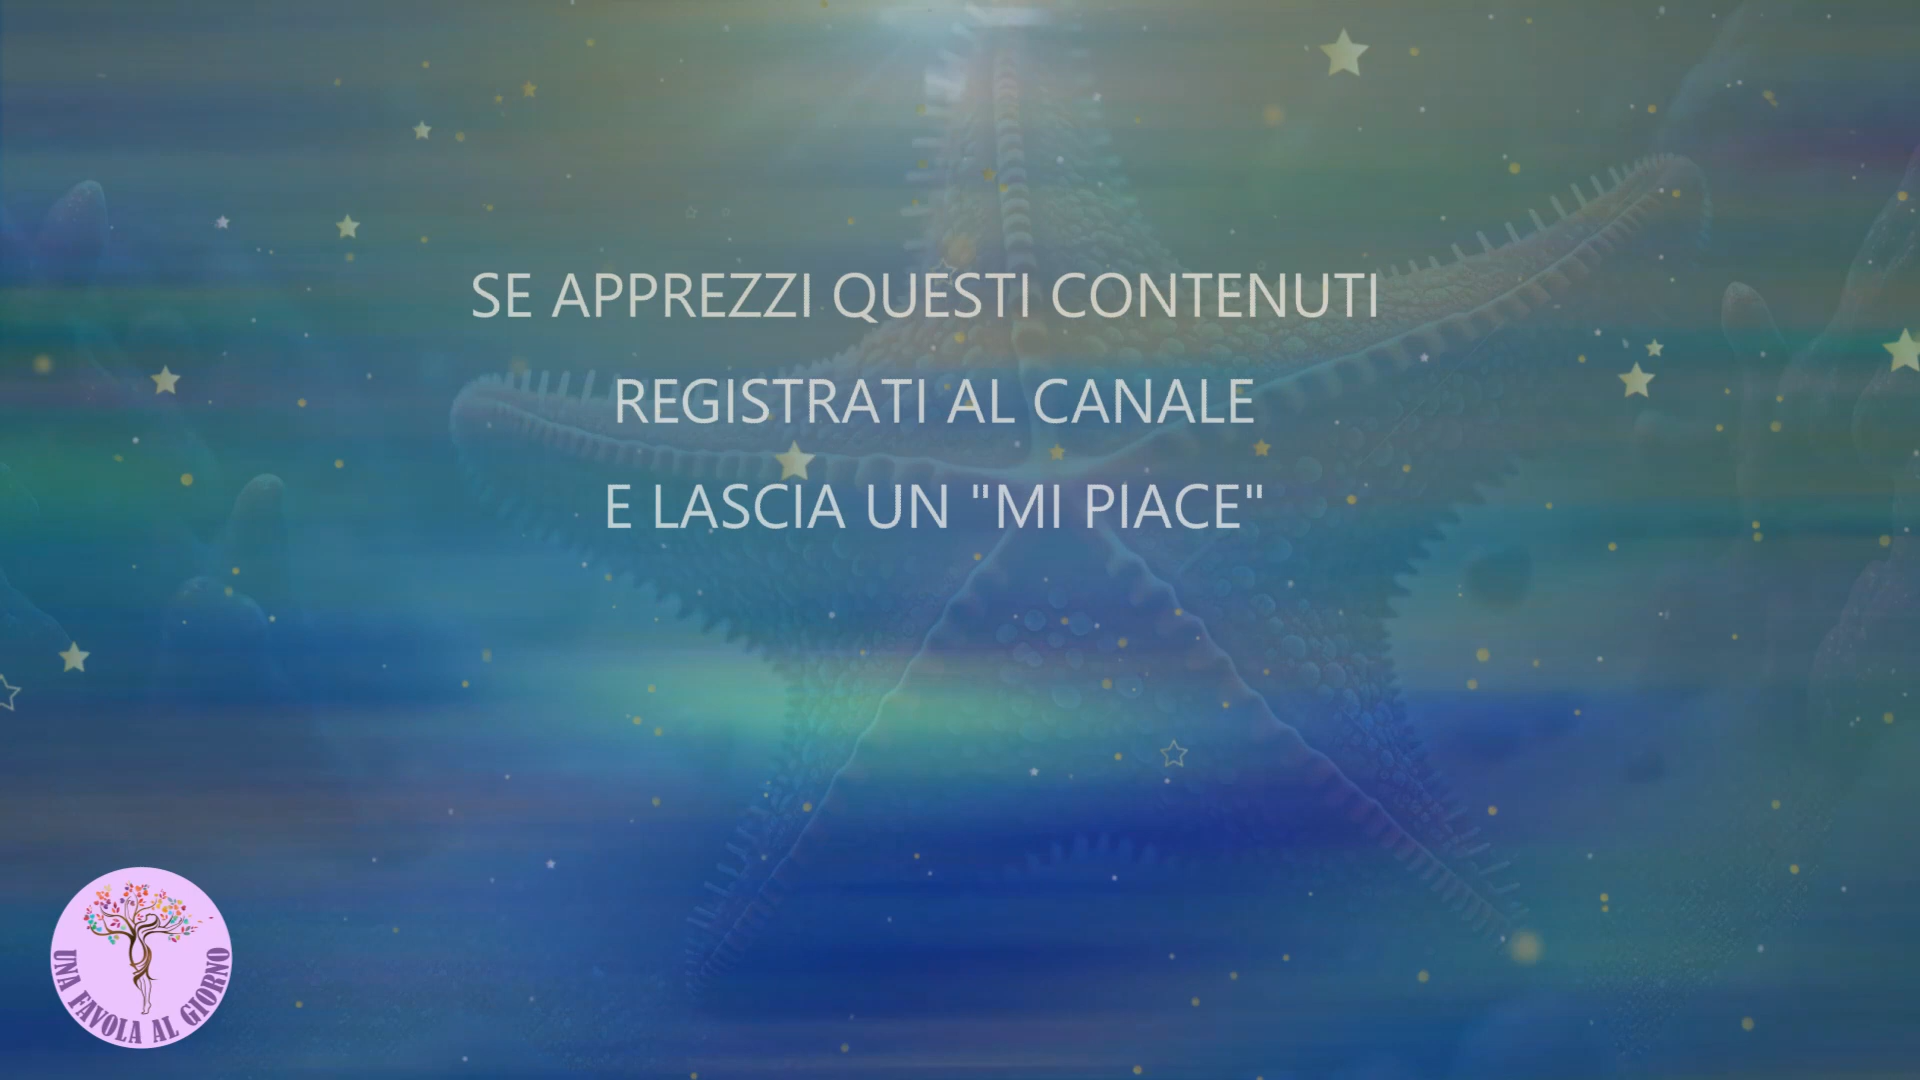 SE APPREZZI QUESTI CONTENUTI
REGISTRATI AL CANALE
E LASCIA UN "MI PIACE"
UNA FAVOLA AL GIORNO